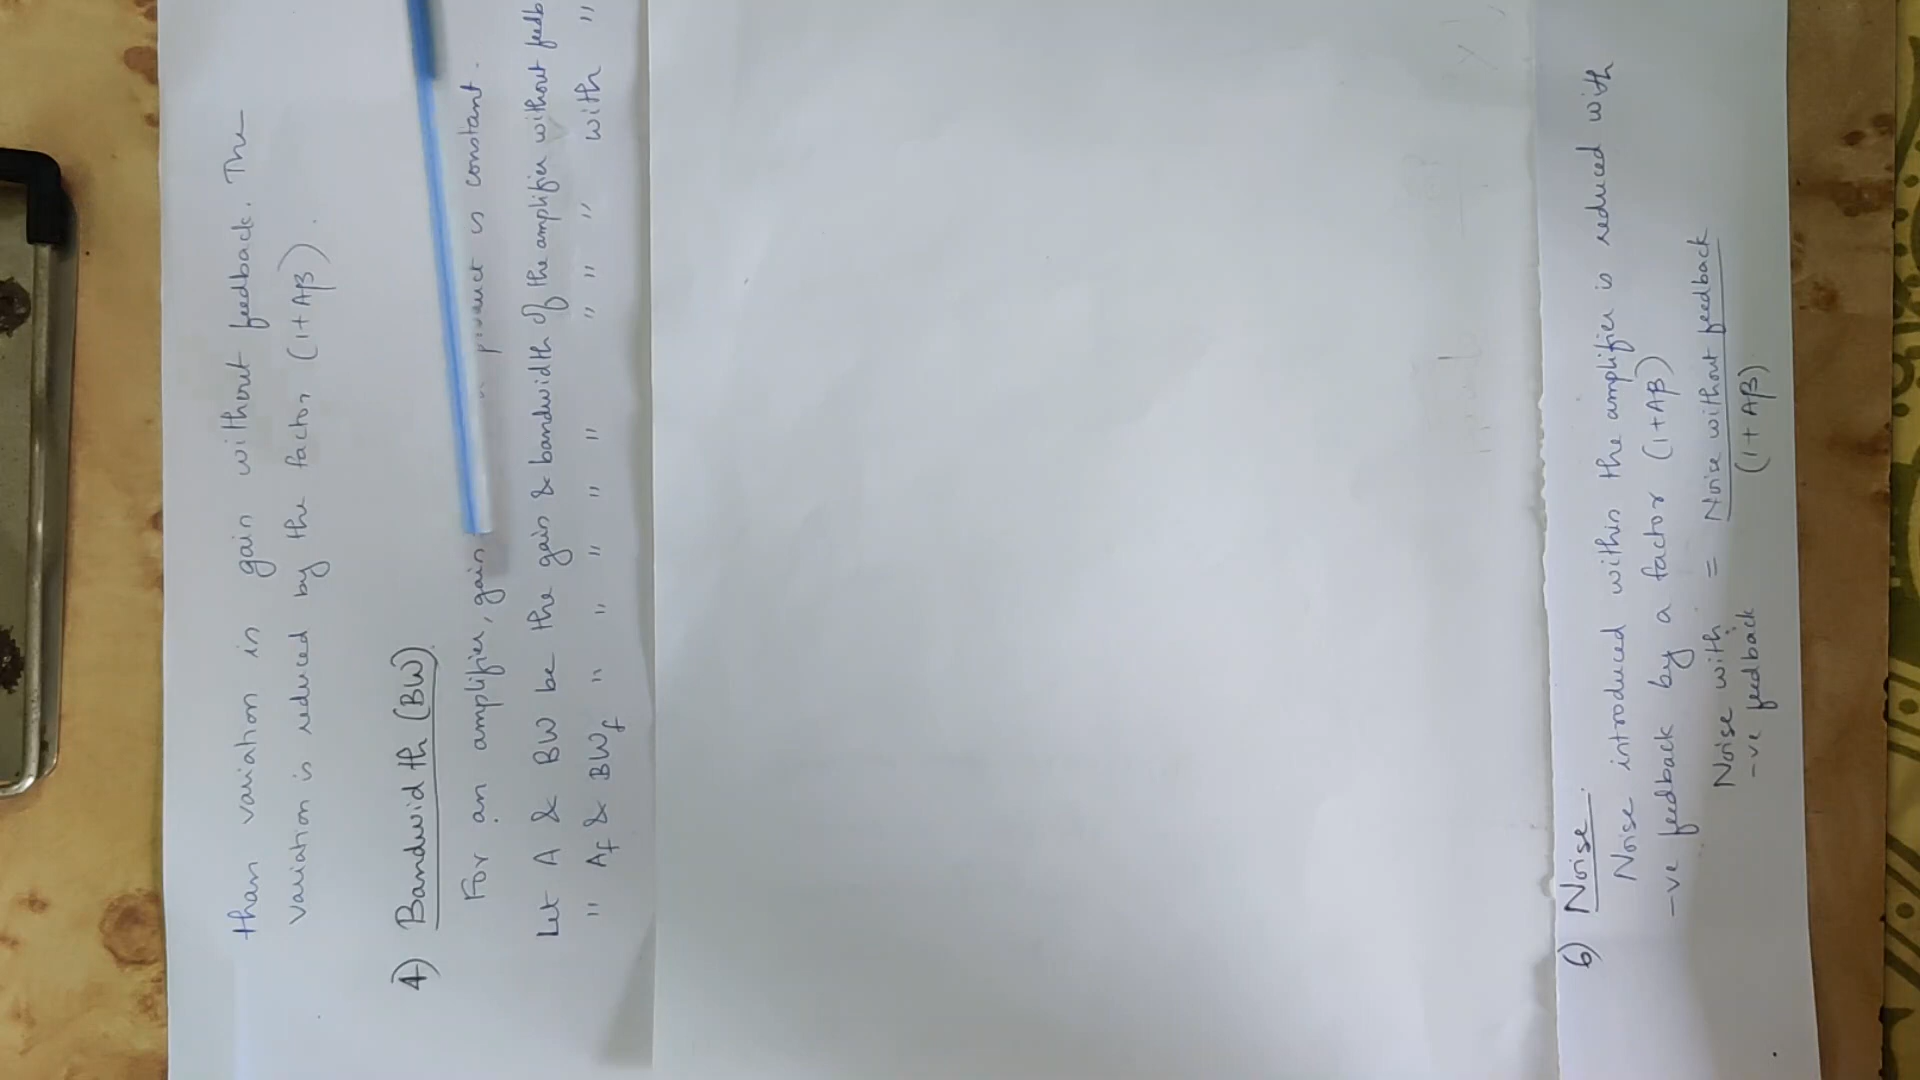 than variation in gain without feedback. The
variation is reduced by the factor (1+Aβ).
4) Bandwidth (BW)
For an amplifier, gain product is constant.
Let A & BW be the gain & bandwidth of the amplifier without feedb
" Af & BWf " " " " " " " " with "
6) Noise.
Noise introduced within the amplifier is reduced with
-ve feedback by a factor (1+Aβ)
Noise with = Noise without feedback
-ve feedback (1+Aβ)